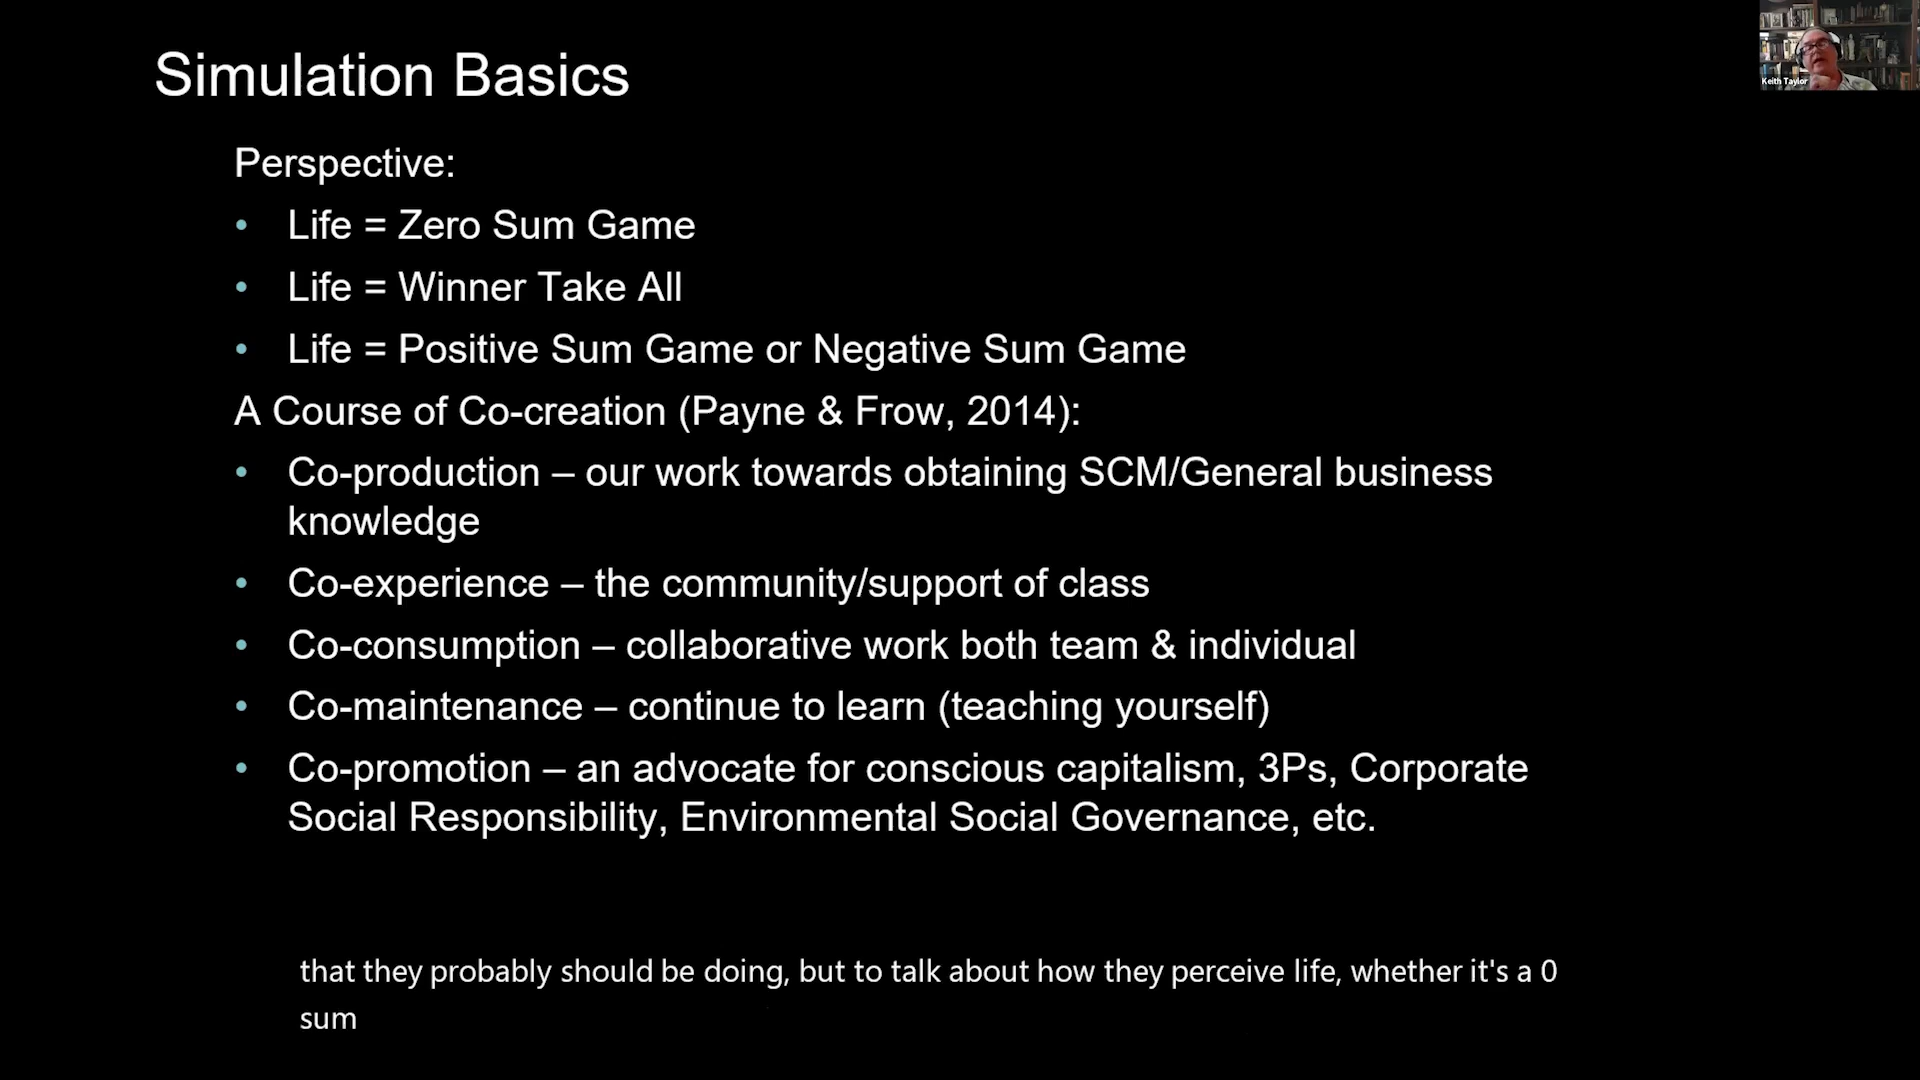 Simulation Basics
Keith Taylor
Perspective:
• Life = Zero Sum Game
• Life = Winner Take All
• Life = Positive Sum Game or Negative Sum Game
A Course of Co-creation (Payne & Frow, 2014):
• Co-production – our work towards obtaining SCM/General business
knowledge
• Co-experience – the community/support of class
• Co-consumption – collaborative work both team & individual
• Co-maintenance – continue to learn (teaching yourself)
• Co-promotion – an advocate for conscious capitalism, 3Ps, Corporate
Social Responsibility, Environmental Social Governance, etc.
that they probably should be doing, but to talk about how they perceive life, whether it's a 0
sum